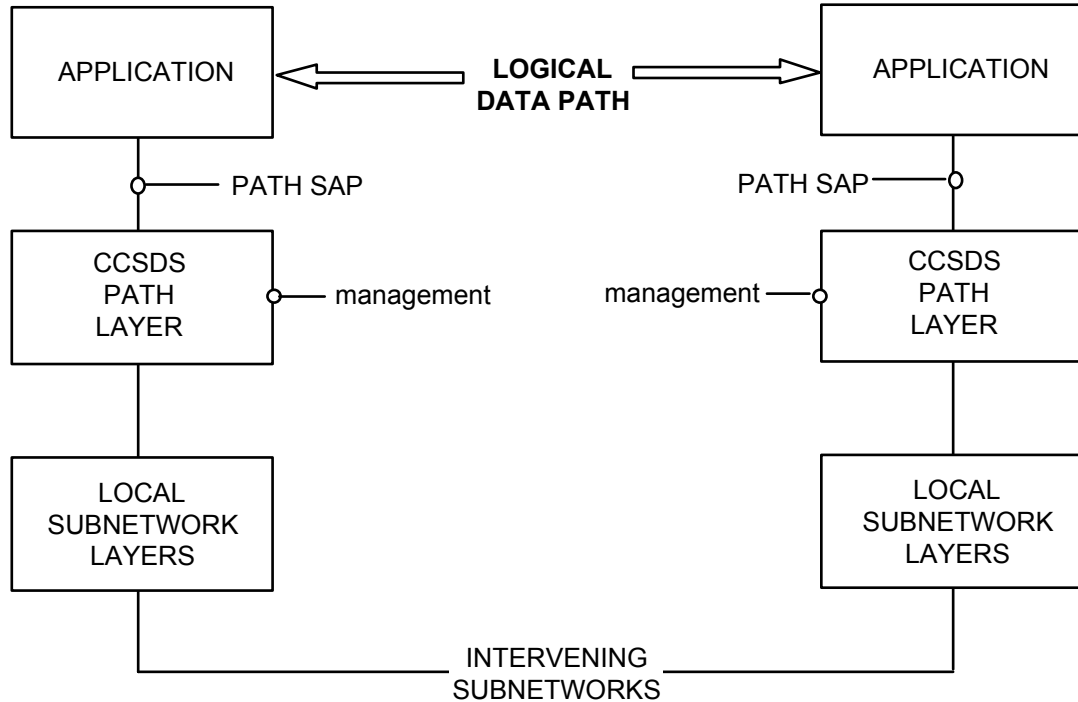 APPLICATION
LOGICAL
DATA PATH
APPLICATION
PATH SAP
PATH SAP
CCSDS
PATH
LAYER
management
management
CCSDS
PATH
LAYER
LOCAL
SUBNETWORK
LAYERS
LOCAL
SUBNETWORK
LAYERS
INTERVENING
SUBNETWORKS